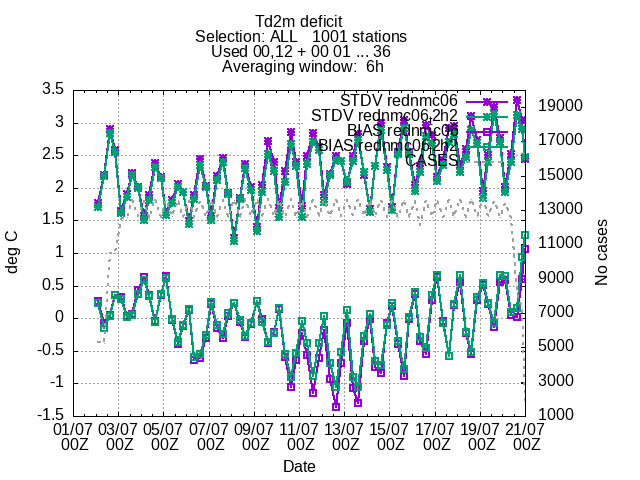 Td2m deficit
Selection: ALL 1001 stations
Used 00,12 + 00 01 ... 36
Averaging window: 6h
STDV rednmc06
STDV rednmc06,2h2
BIAS rednmc06
BIAS rednmc06,2h2
CASES
deg C
3.5
3
2.5
2
1.5
1
0.5
0
-0.5
-1
-1.5
No cases
19000
17000
15000
13000
11000
9000
7000
5000
3000
1000
01/07 03/07 05/07 07/07 09/07 11/07 13/07 15/07 17/07 19/07 21/07
00Z 00Z 00Z 00Z 00Z 00Z 00Z 00Z 00Z 00Z 00Z
Date